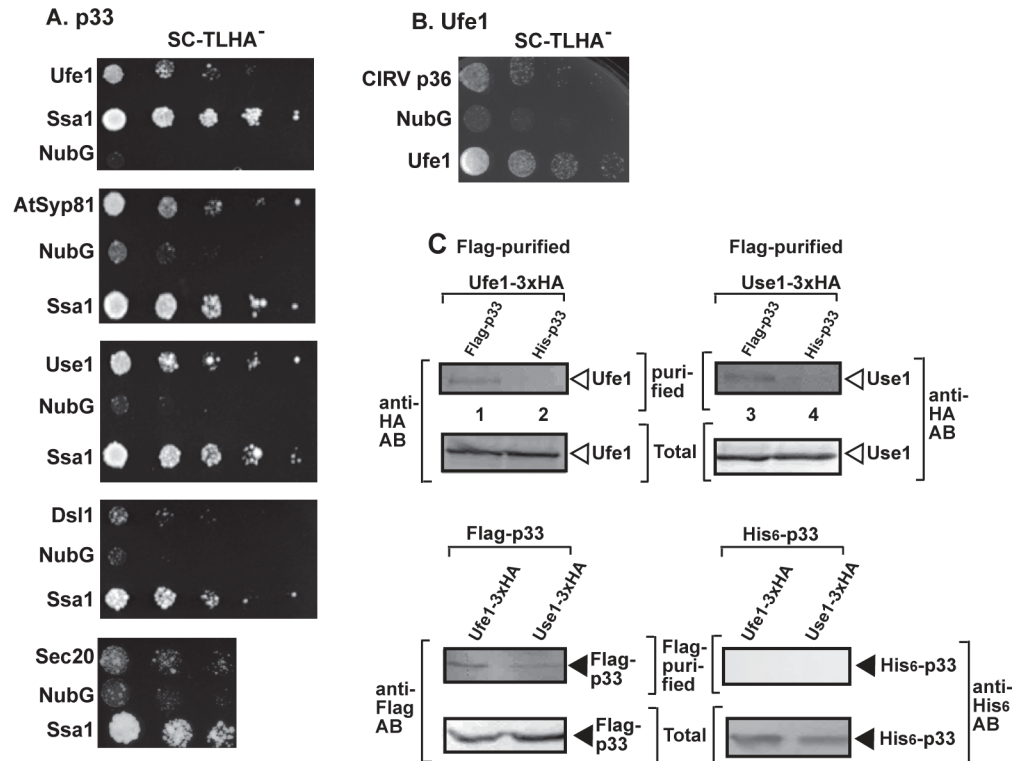 A. p33
SC-TLHA-
Ufe1
Ssa1
NubG
AtSyp81
NubG
Ssa1
Use1
NubG
Ssa1
Dsl1
NubG
Ssa1
Sec20
NubG
Ssa1
B. Ufe1
SC-TLHA-
CIRV p36
NubG
Ufe1
C
Flag-purified
Ufe1-3xHA
Flag-p33
His-p33
Flag-purified
Use1-3xHA
Flag-p33
His-p33
anti-
HA
AB
Ufe1
puri-
fied
Use1
anti-
HA
AB
1
2
3
4
Ufe1
Total
Use1
Flag-p33
Ufe1-3xHA
Use1-3xHA
His6-p33
Ufe1-3xHA
Use1-3xHA
anti-
Flag
AB
Flag-
p33
Flag-
puri-
fied
His6-p33
anti-
His6
AB
Flag-
p33
Total
His6-p33